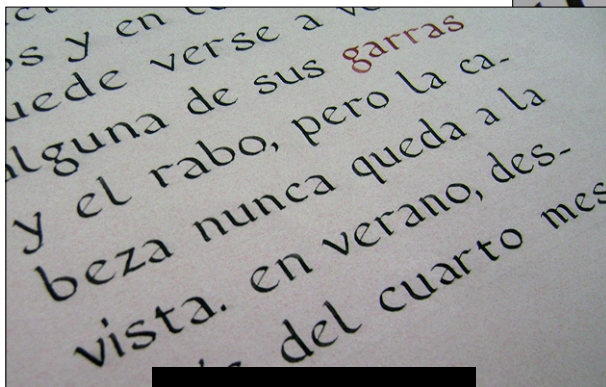 y en
uede verse a
alguna de sus garras
y el rabo, pero la ca-
beza nunca queda a la
vista. en verano, des-
del cuarto mes